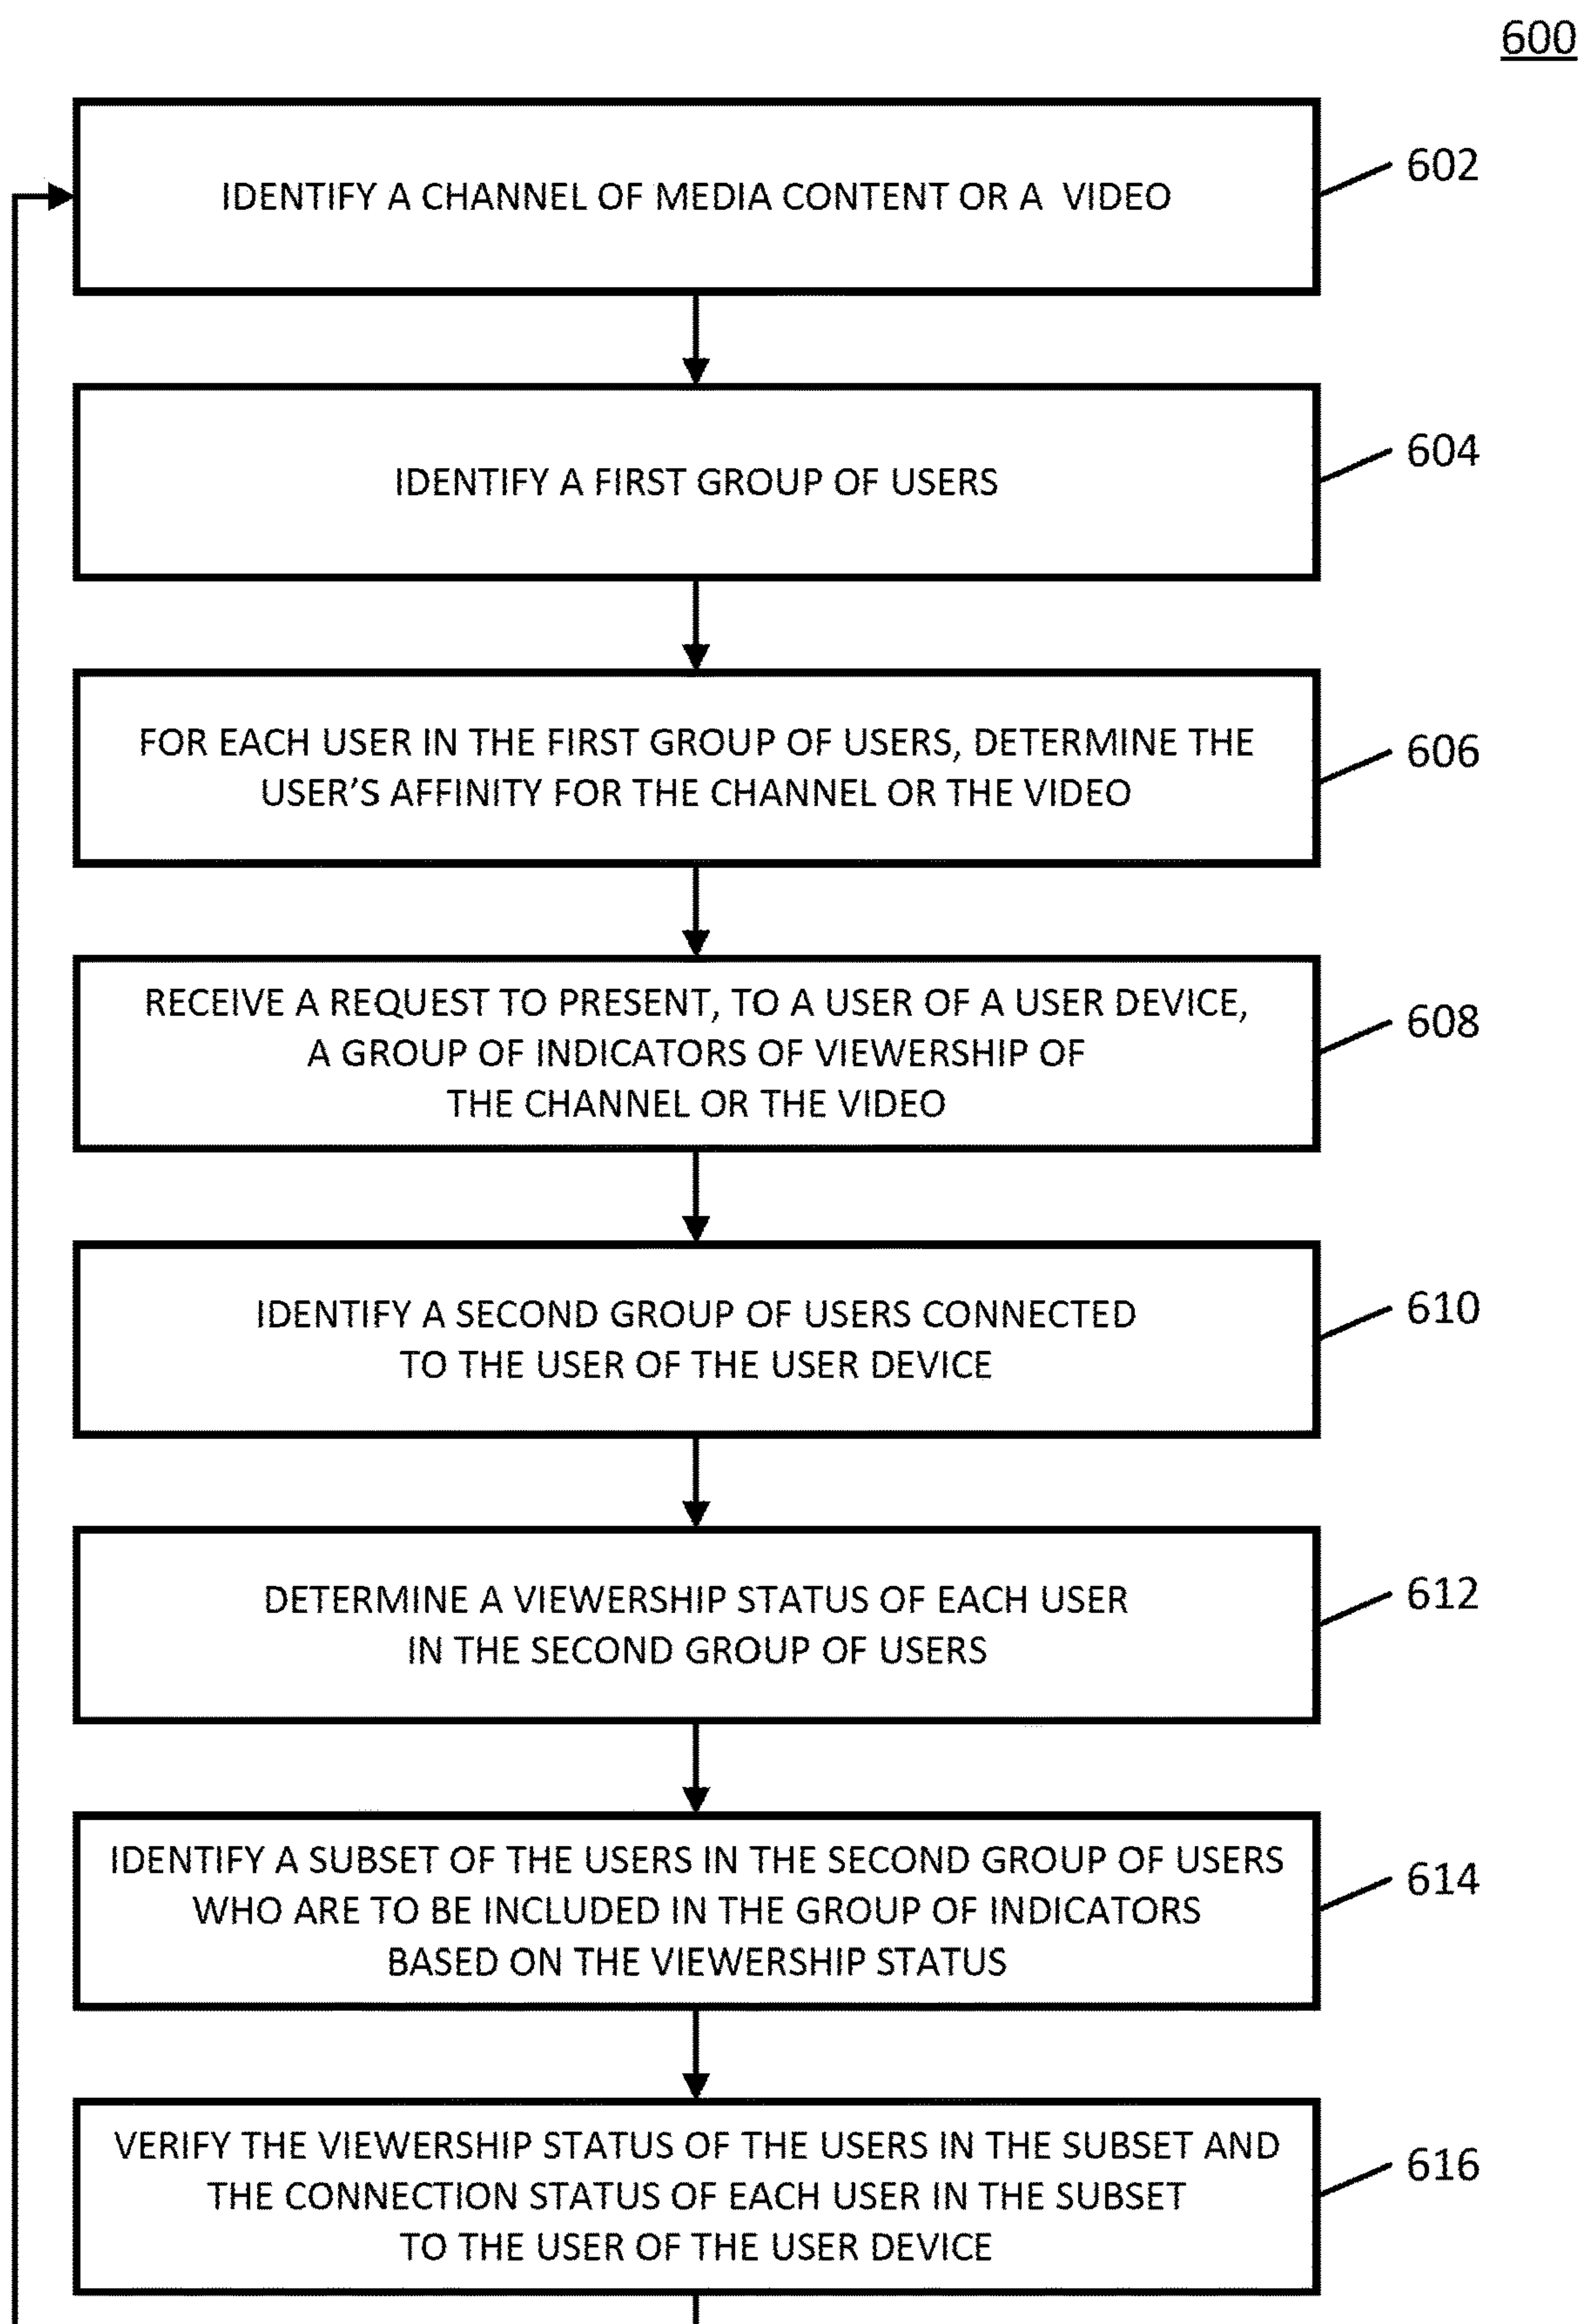 600
IDENTIFY A CHANNEL OF MEDIA CONTENT OR A VIDEO
602
IDENTIFY A FIRST GROUP OF USERS
604
FOR EACH USER IN THE FIRST GROUP OF USERS, DETERMINE THE
USER'S AFFINITY FOR THE CHANNEL OR THE VIDEO
606
RECEIVE A REQUEST TO PRESENT, TO A USER OF A USER DEVICE,
A GROUP OF INDICATORS OF VIEWERSHIP OF
THE CHANNEL OR THE VIDEO
608
IDENTIFY A SECOND GROUP OF USERS CONNECTED
TO THE USER OF THE USER DEVICE
610
DETERMINE A VIEWERSHIP STATUS OF EACH USER
IN THE SECOND GROUP OF USERS
612
IDENTIFY A SUBSET OF THE USERS IN THE SECOND GROUP OF USERS
WHO ARE TO BE INCLUDED IN THE GROUP OF INDICATORS
BASED ON THE VIEWERSHIP STATUS
614
VERIFY THE VIEWERSHIP STATUS OF THE USERS IN THE SUBSET AND
THE CONNECTION STATUS OF EACH USER IN THE SUBSET
TO THE USER OF THE USER DEVICE
616